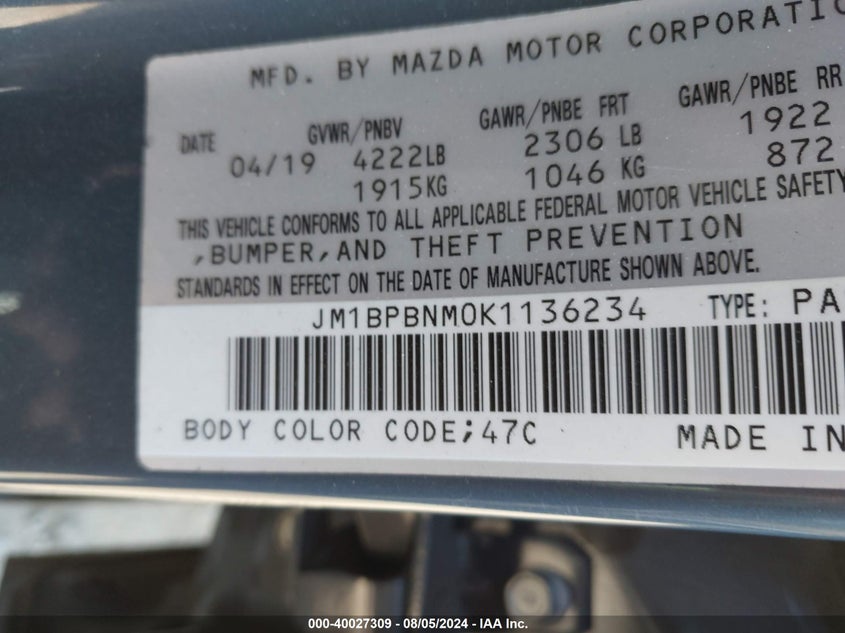 MFD. BY MAZDA MOTOR CORPORATIO
DATE GVWR/PNBV GAWR/PNBE FRT GAWR/PNBE RR
04/19 4222LB 2306 LB 1922
1915KG 1046 KG 872
THIS VEHICLE CONFORMS TO ALL APPLICABLE FEDERAL MOTOR VEHICLE SAFETY
,BUMPER,AND THEFT PREVENTION
STANDARDS IN EFFECT ON THE DATE OF MANUFACTURE SHOWN ABOVE.
JM1BPBNM0K1136234 TYPE: PA
BODY COLOR CODE;47C MADE IN
000-40027309 - 08/05/2024 - IAA Inc.